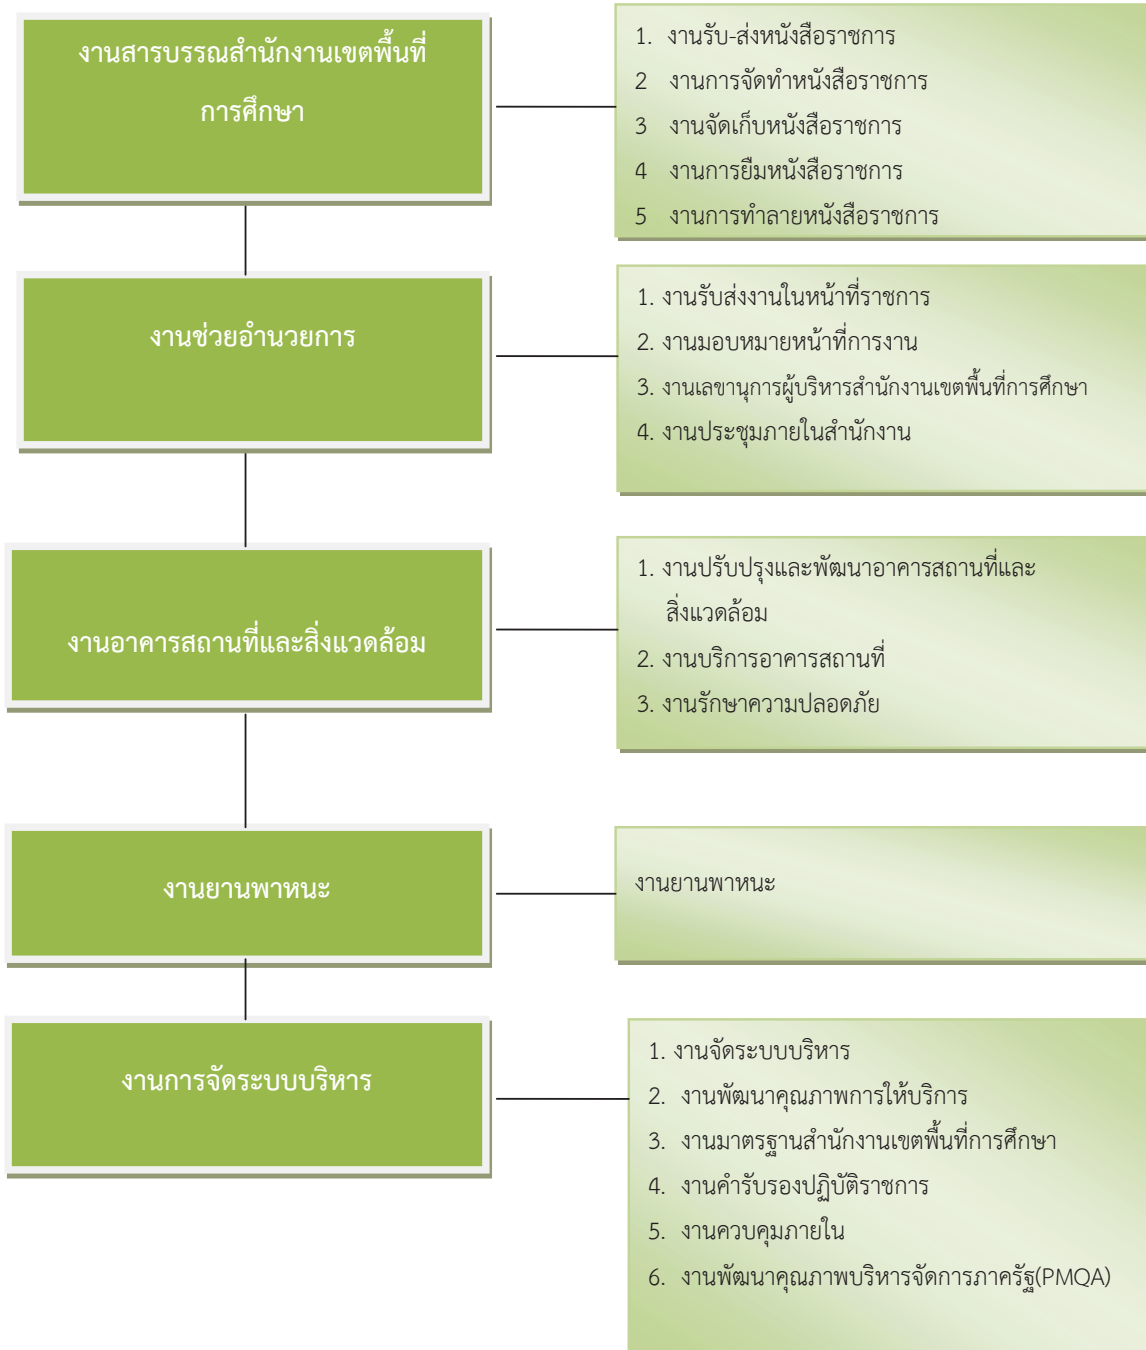 งานสารบรรณสำนักงานเขตพื้นที่
การศึกษา
1. งานรับ-ส่งหนังสือราชการ
2 งานการจัดทำหนังสือราชการ
3 งานจัดเก็บหนังสือราชการ
4 งานการยืมหนังสือราชการ
5 งานการทำลายหนังสือราชการ
งานช่วยอำนวยการ
1. งานรับส่งงานในหน้าที่ราชการ
2. งานมอบหมายหน้าที่การงาน
3. งานเลขานุการผู้บริหารสำนักงานเขตพื้นที่การศึกษา
4. งานประชุมภายในสำนักงาน
งานอาคารสถานที่และสิ่งแวดล้อม
1. งานปรับปรุงและพัฒนาอาคารสถานที่และ
สิ่งแวดล้อม
2. งานบริการอาคารสถานที่
3. งานรักษาความปลอดภัย
งานยานพาหนะ
งานยานพาหนะ
งานการจัดระบบบริหาร
1. งานจัดระบบบริหาร
2. งานพัฒนาคุณภาพการให้บริการ
3. งานมาตรฐานสำนักงานเขตพื้นที่การศึกษา
4. งานคำรับรองปฏิบัติราชการ
5. งานควบคุมภายใน
6. งานพัฒนาคุณภาพบริหารจัดการภาครัฐ(PMQA)